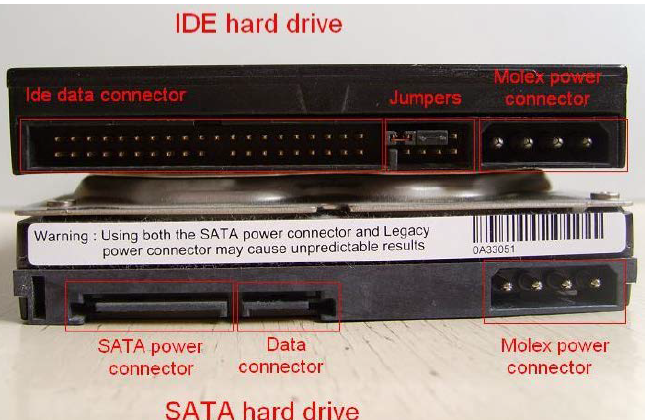 IDE hard drive
Ide data connector
Jumpers
Molex power
connector
Warning : Using both the SATA power connector and Legacy
power connector may cause unpredictable results
0A33051
SATA power
connector
Data
connector
Molex power
connector
SATA hard drive